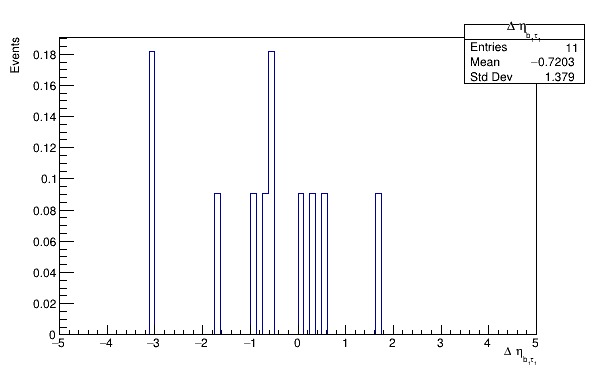 Δ η b₁τ₁
Entries 11
Mean −0.7203
Std Dev 1.379
Events
0.18
0.16
0.14
0.12
0.1
0.08
0.06
0.04
0.02
0
−5 −4 −3 −2 −1 0 1 2 3 4 5
Δ η b₁τ₁